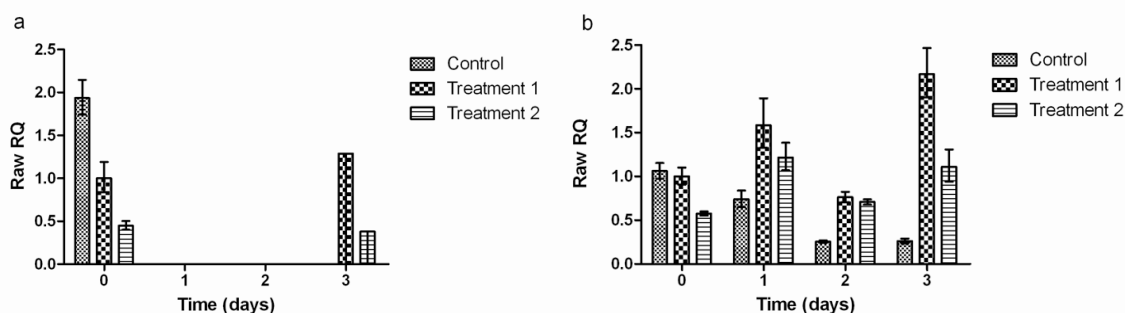 a
Raw RQ
2.5
2.0
1.5
1.0
0.5
0.0
0 1 2 3
Time (days)
Control
Treatment 1
Treatment 2
b
Raw RQ
2.5
2.0
1.5
1.0
0.5
0.0
0 1 2 3
Time (days)
Control
Treatment 1
Treatment 2